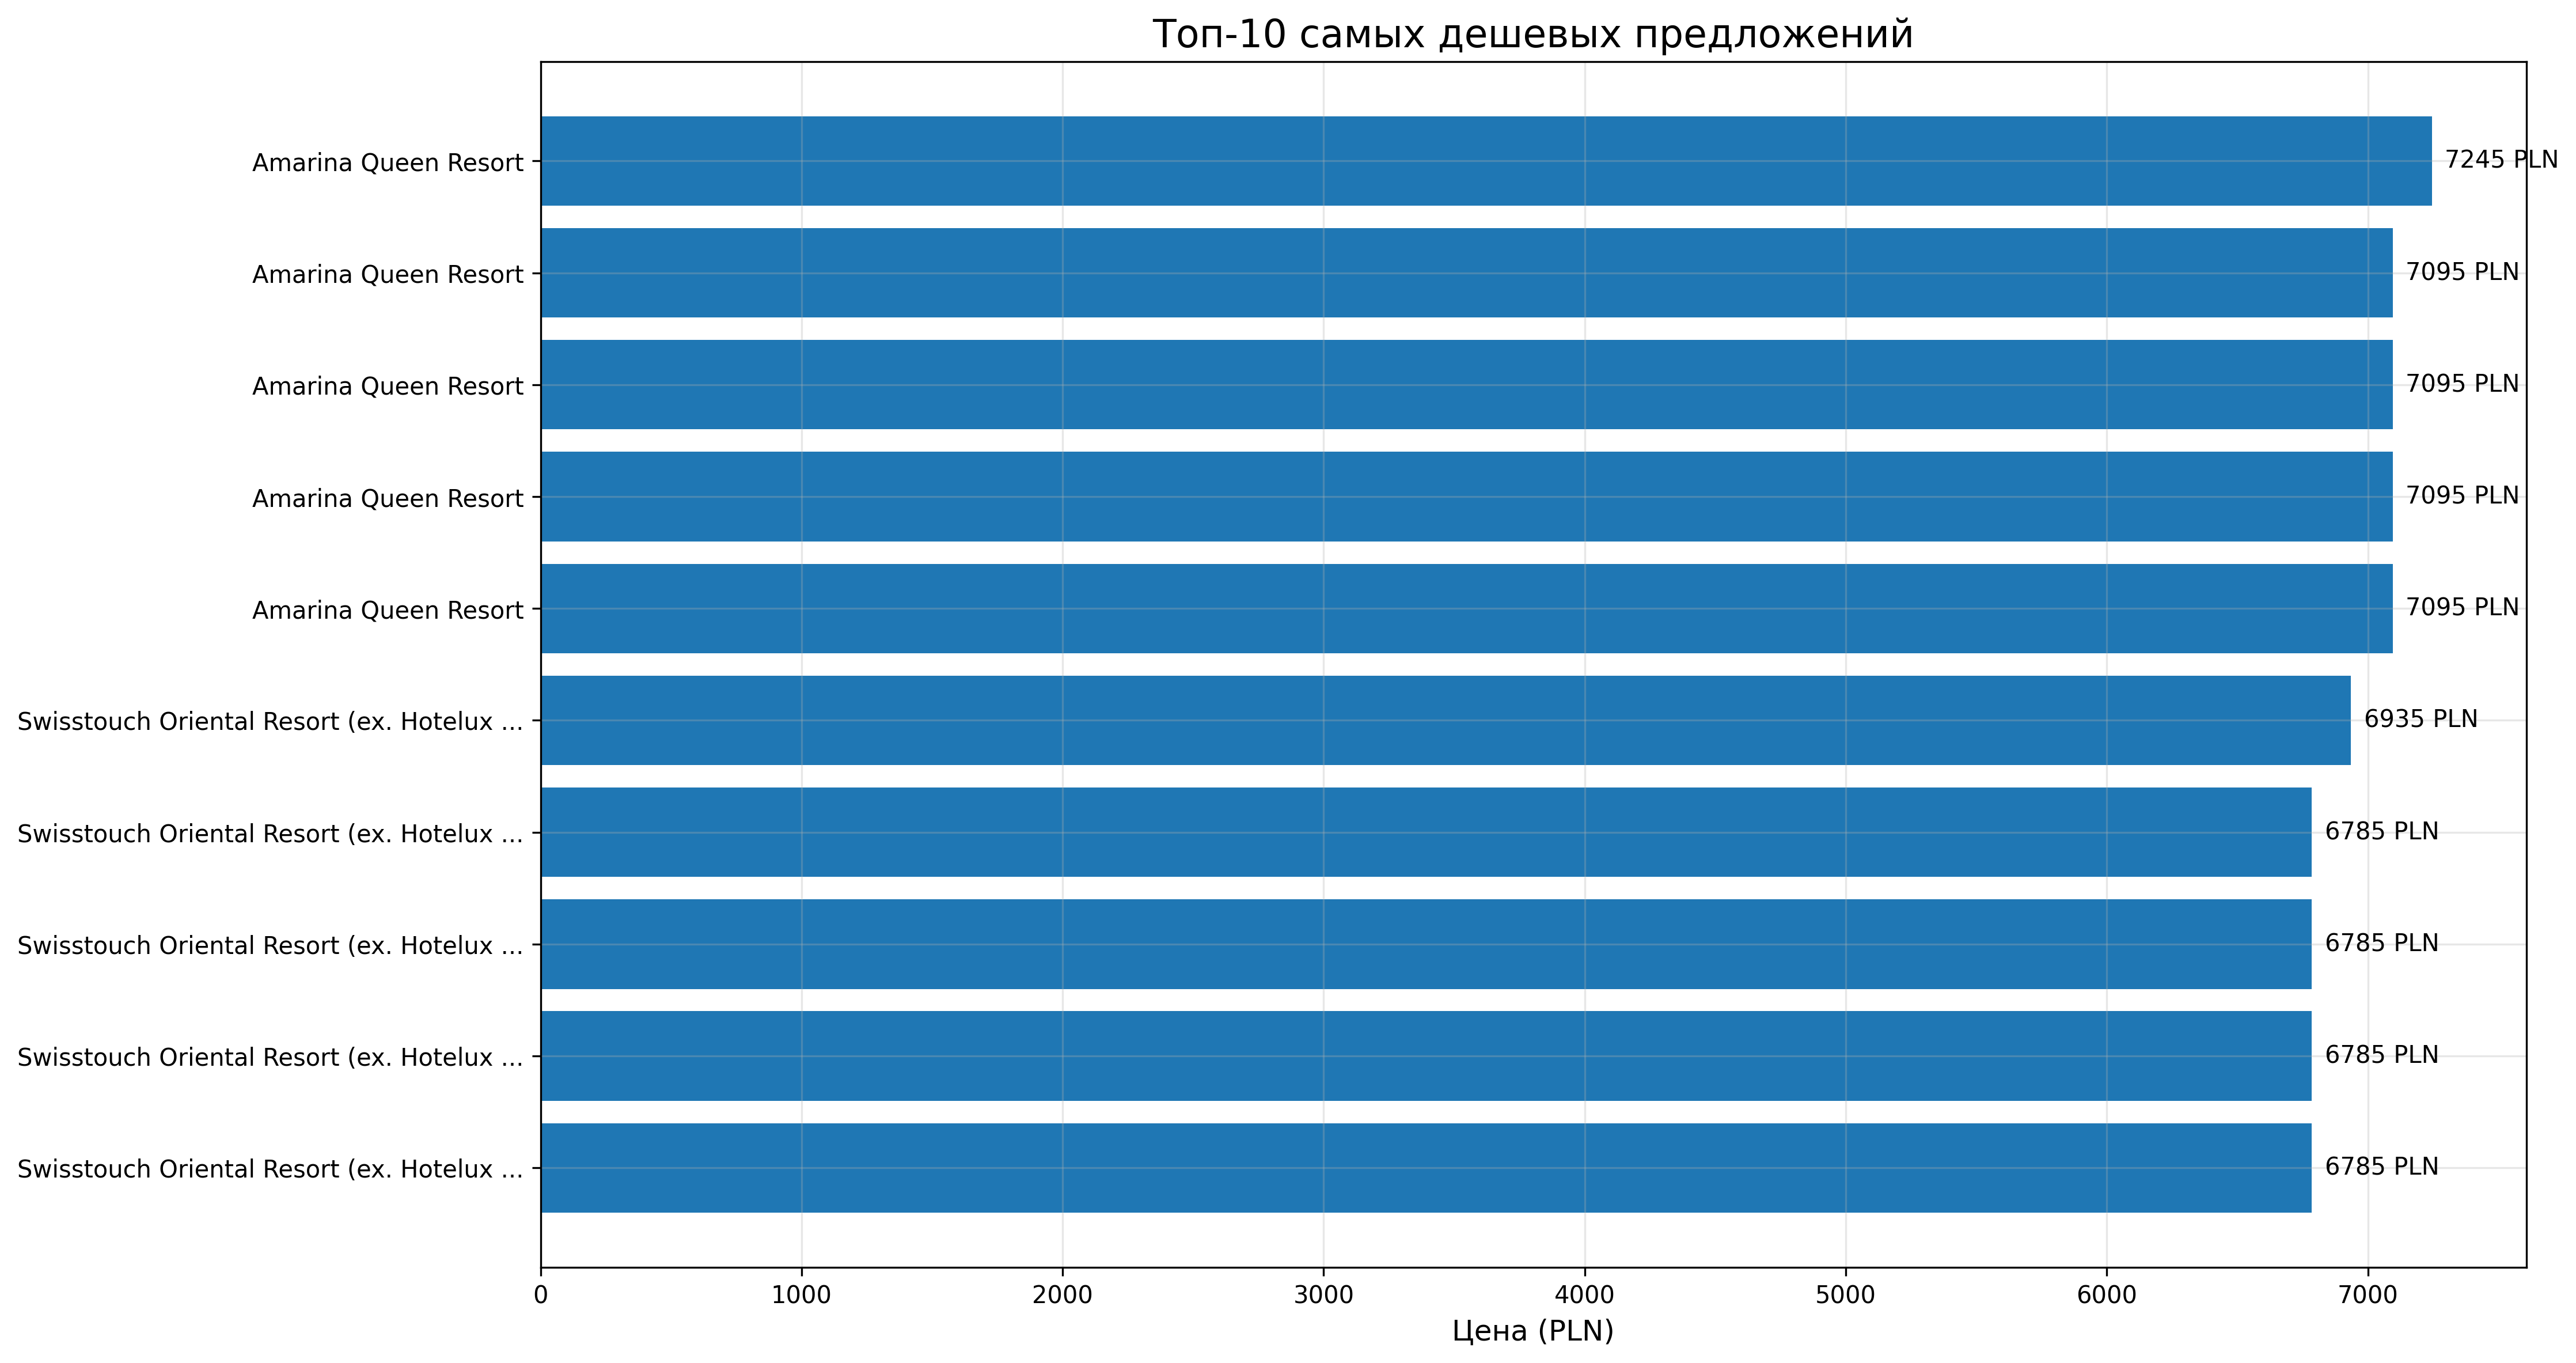 Топ-10 самых дешевых предложений
Amarina Queen Resort 7245 PLN
Amarina Queen Resort 7095 PLN
Amarina Queen Resort 7095 PLN
Amarina Queen Resort 7095 PLN
Amarina Queen Resort 7095 PLN
Swisstouch Oriental Resort (ex. Hotelux ... 6935 PLN
Swisstouch Oriental Resort (ex. Hotelux ... 6785 PLN
Swisstouch Oriental Resort (ex. Hotelux ... 6785 PLN
Swisstouch Oriental Resort (ex. Hotelux ... 6785 PLN
Swisstouch Oriental Resort (ex. Hotelux ... 6785 PLN
0 1000 2000 3000 4000 5000 6000 7000
Цена (PLN)